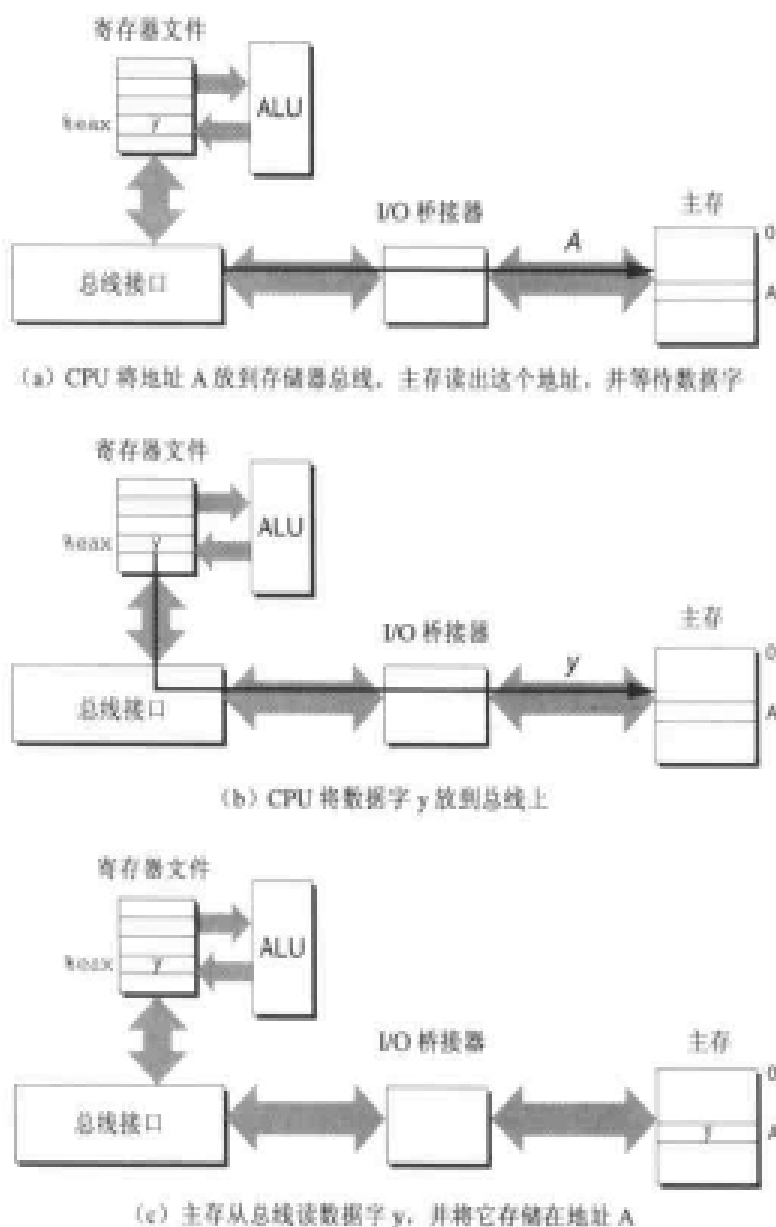 寄存器文件
ALU
%eax
y
I/O 桥接器
主存
A
0
总线接口
A
（a）CPU 将地址 A 放到存储器总线，主存读出这个地址，并等待数据字
寄存器文件
ALU
%eax
y
I/O 桥接器
主存
y
0
总线接口
A
（b）CPU 将数据字 y 放到总线上
寄存器文件
ALU
%eax
y
I/O 桥接器
主存
0
总线接口
y
A
（c）主存从总线读数据字 y，并将它存储在地址 A